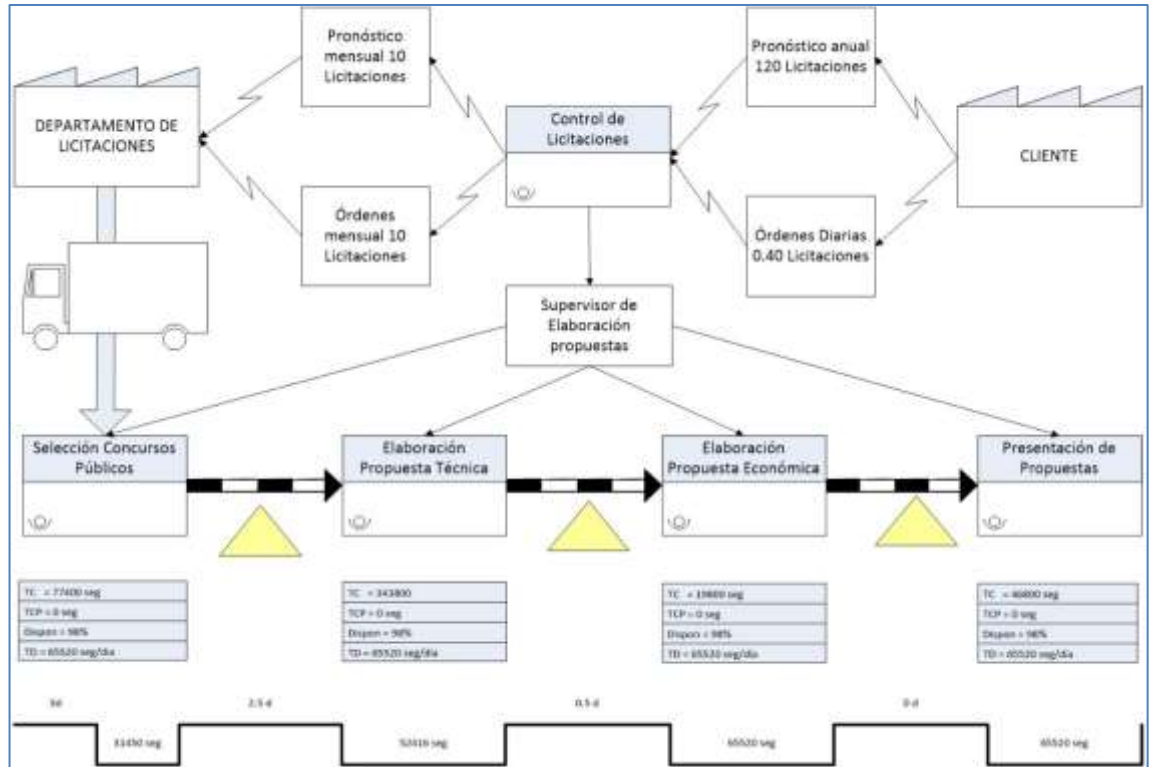 Pronóstico
mensual 10
Licitaciones
Pronóstico anual
120 Licitaciones
DEPARTAMENTO DE
LICITACIONES
Control de
Licitaciones
CLIENTE
Órdenes
mensual 10
Licitaciones
Órdenes Diarias
0.40 Licitaciones
Supervisor de
Elaboración
propuestas
Selección Concursos
Públicos
Elaboración
Propuesta Técnica
Elaboración
Propuesta Económica
Presentación de
Propuestas
TC = 77400 seg
TCP = 0 seg
Dispon = 98%
TD = 65520 seg/día
TC = 343800
TCP = 0 seg
Dispon = 98%
TD = 65520 seg/día
TC = 19800 seg
TCP = 0 seg
Dispon = 98%
TD = 65520 seg/día
TC = 46800 seg
TCP = 0 seg
Dispon = 98%
TD = 65520 seg/día
2.5 d
0.5 d
0 d
31450 seg
52416 seg
65520 seg
65520 seg